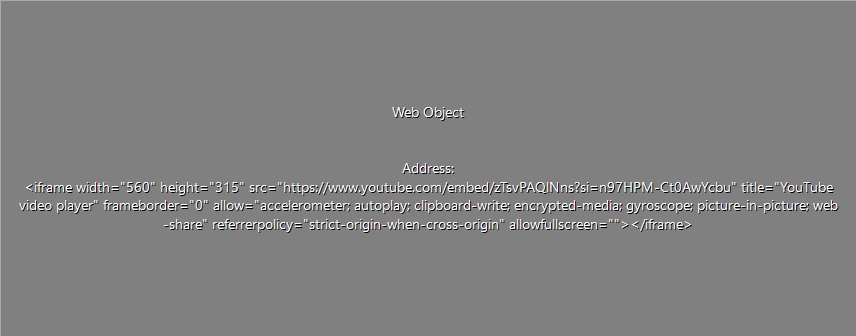 Web Object
Address:
<iframe width="560" height="315" src="https://www.youtube.com/embed/zTsvPAQlNns?si=n97HPM-Ct0AwYcbu" title="YouTube
video player" frameborder="0" allow="accelerometer; autoplay; clipboard-write; encrypted-media; gyroscope; picture-in-picture; web
-share" referrerpolicy="strict-origin-when-cross-origin" allowfullscreen=""></iframe>